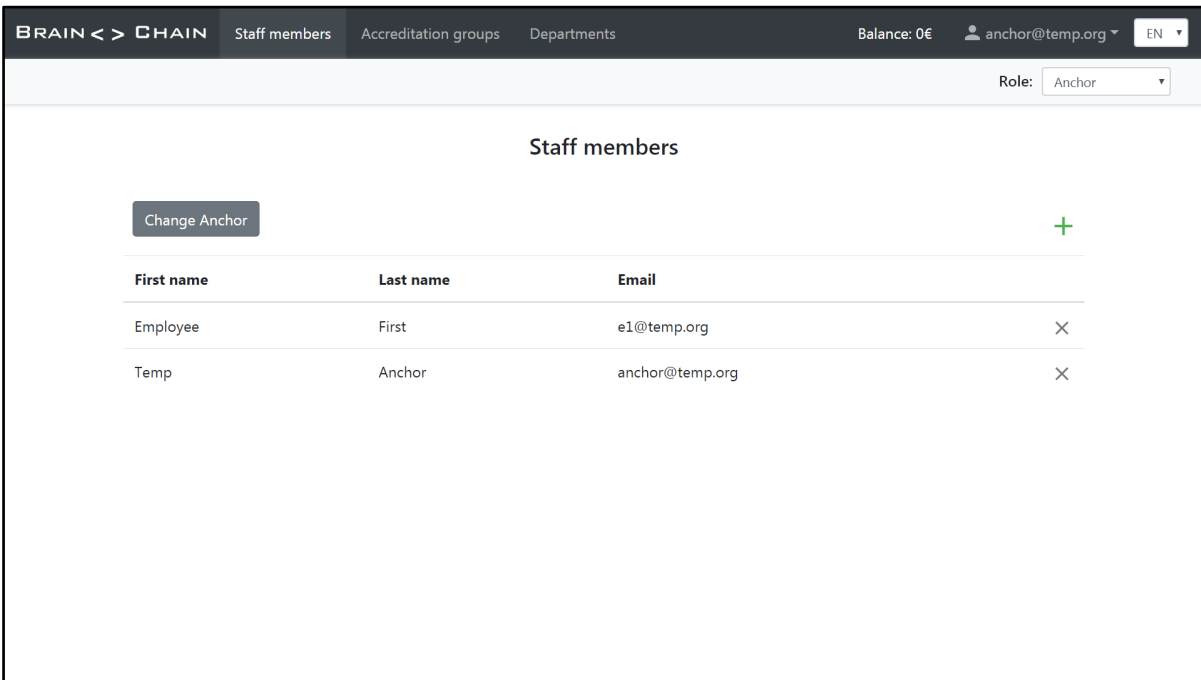 BRAIN < > CHAIN Staff members Accreditation groups Departments Balance: 0€ anchor@temp.org EN
Role: Anchor
Staff members
Change Anchor
First name Last name Email
Employee First e1@temp.org
Temp Anchor anchor@temp.org